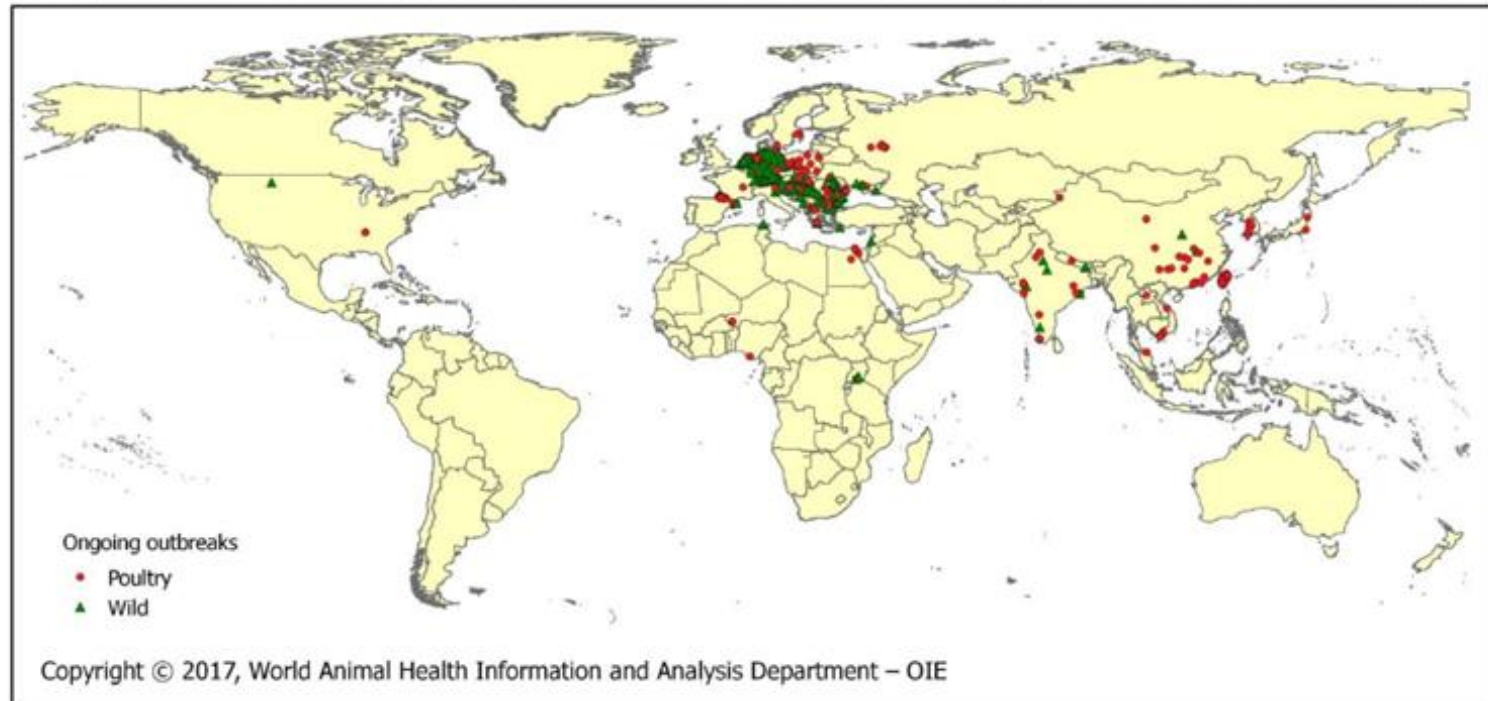 Ongoing outbreaks
Poultry
Wild
Copyright © 2017, World Animal Health Information and Analysis Department – OIE